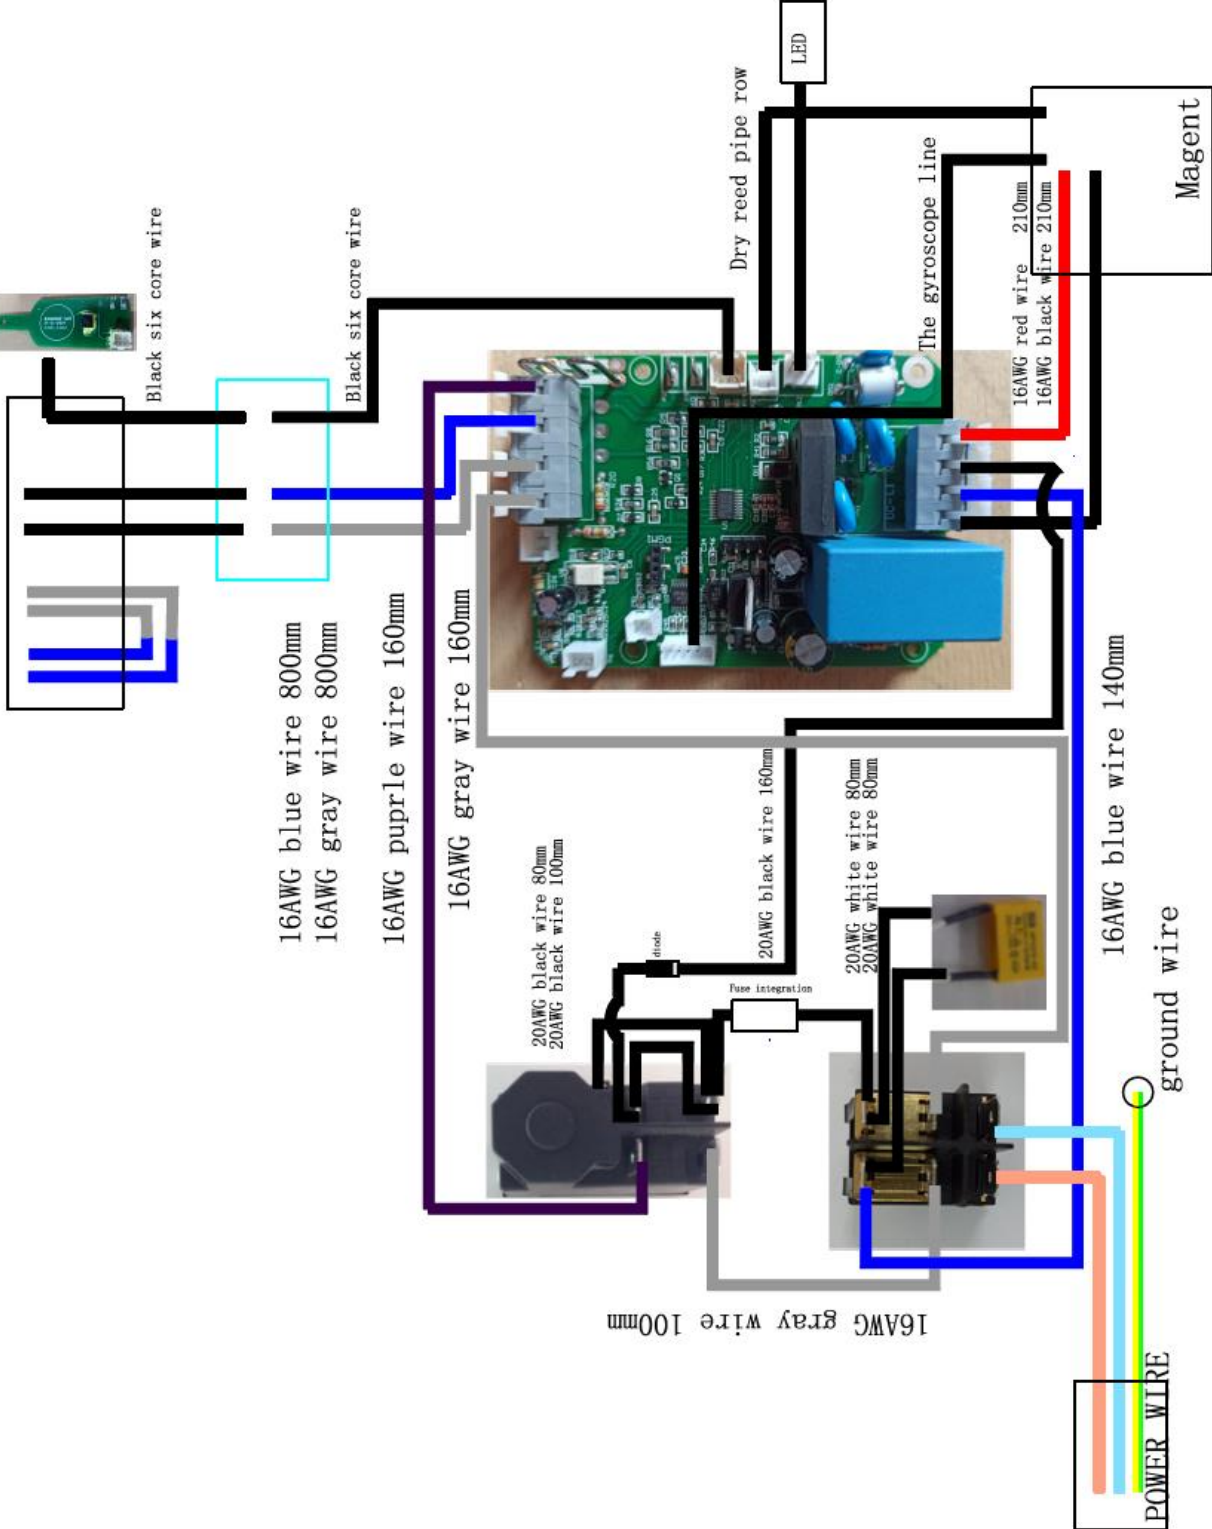 LED
Magent
Dry reed pipe row
The gyroscope line
16AWG red wire 210mm
16AWG black wire 210mm
Black six core wire
Black six core wire
PGM1
DC-L1
16AWG blue wire 800mm
16AWG gray wire 800mm
16AWG puprle wire 160mm
16AWG gray wire 160mm
20AWG black wire 80mm
20AWG black wire 100mm
diode
Fuse integration
20AWG black wire 160mm
20AWG white wire 80mm
20AWG white wire 80mm
16AWG blue wire 140mm
ground wire
16AWG gray wire 100mm
POWER WIRE